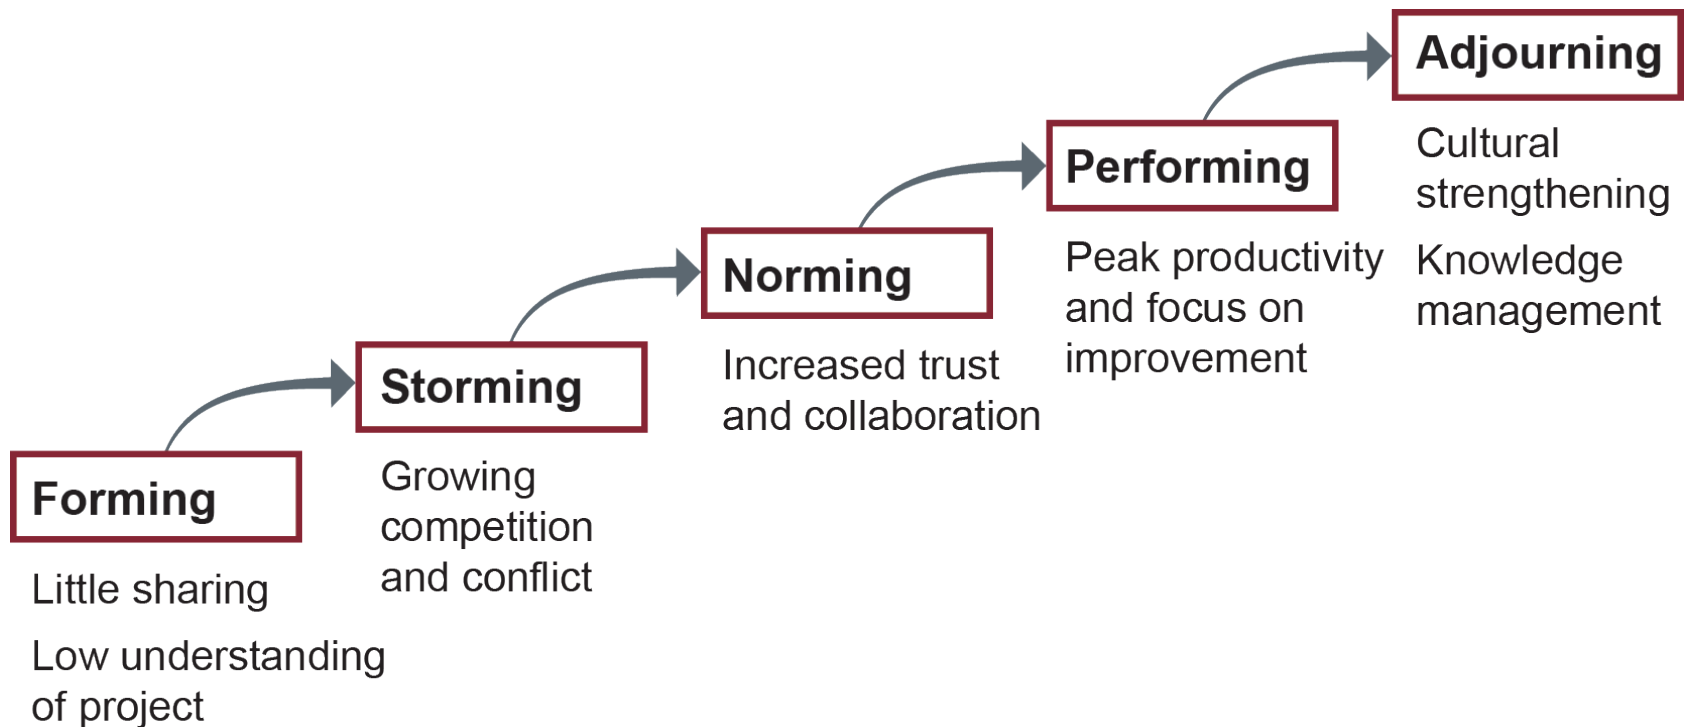 Forming
Little sharing
Low understanding
of project
Storming
Growing
competition
and conflict
Norming
Increased trust
and collaboration
Performing
Peak productivity
and focus on
improvement
Adjourning
Cultural
strengthening
Knowledge
management